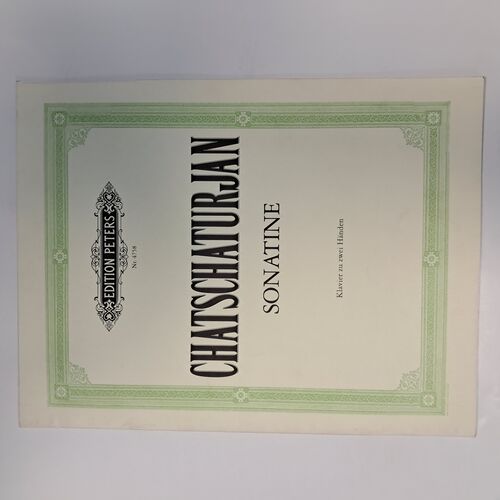 EDITION PETERS
Nr. 4758
CHATSCHATURJAN
SONATINE
Klavier zu zwei Händen